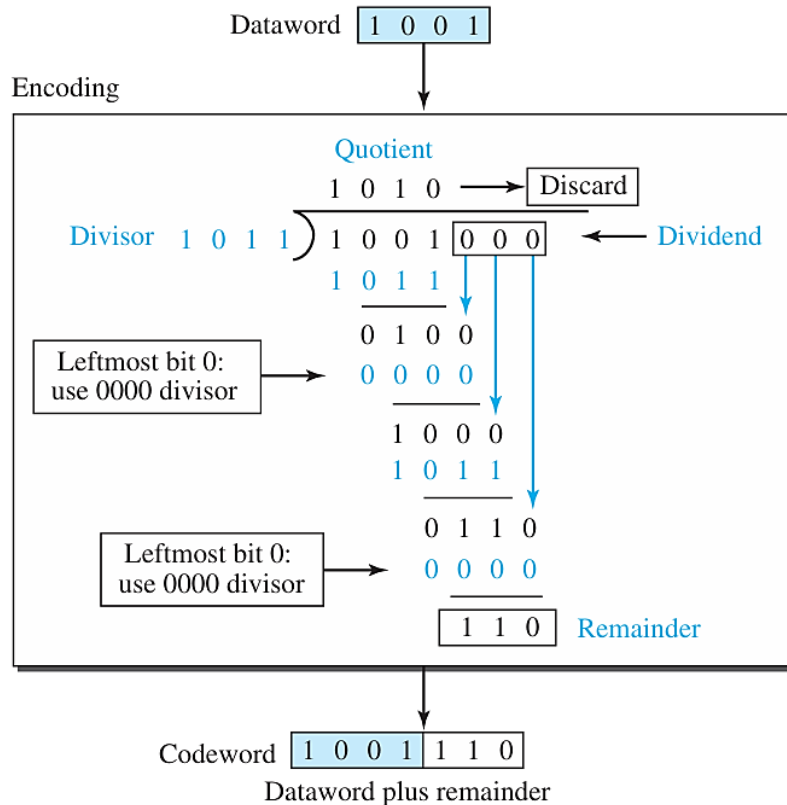 Dataword 1 0 0 1
Encoding
Quotient
1 0 1 0 Discard
Divisor 1 0 1 1 1 0 0 1 0 0 0 Dividend
1 0 1 1
0 1 0 0
Leftmost bit 0:
use 0000 divisor
0 0 0 0
1 0 0 0
1 0 1 1
0 1 1 0
Leftmost bit 0:
use 0000 divisor
0 0 0 0
1 1 0 Remainder
Codeword 1 0 0 1 1 1 0
Dataword plus remainder